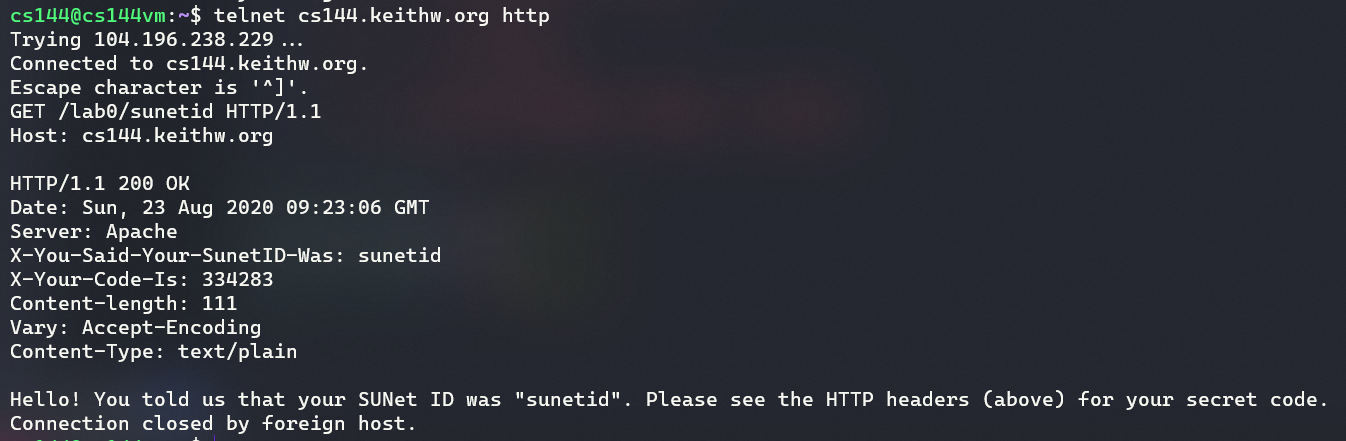 cs144@cs144vm:~$ telnet cs144.keithw.org http
Trying 104.196.238.229...
Connected to cs144.keithw.org.
Escape character is '^]'.
GET /lab0/sunetid HTTP/1.1
Host: cs144.keithw.org
HTTP/1.1 200 OK
Date: Sun, 23 Aug 2020 09:23:06 GMT
Server: Apache
X-You-Said-Your-SunetID-Was: sunetid
X-Your-Code-Is: 334283
Content-length: 111
Vary: Accept-Encoding
Content-Type: text/plain
Hello! You told us that your SUNet ID was "sunetid". Please see the HTTP headers (above) for your secret code.
Connection closed by foreign host.